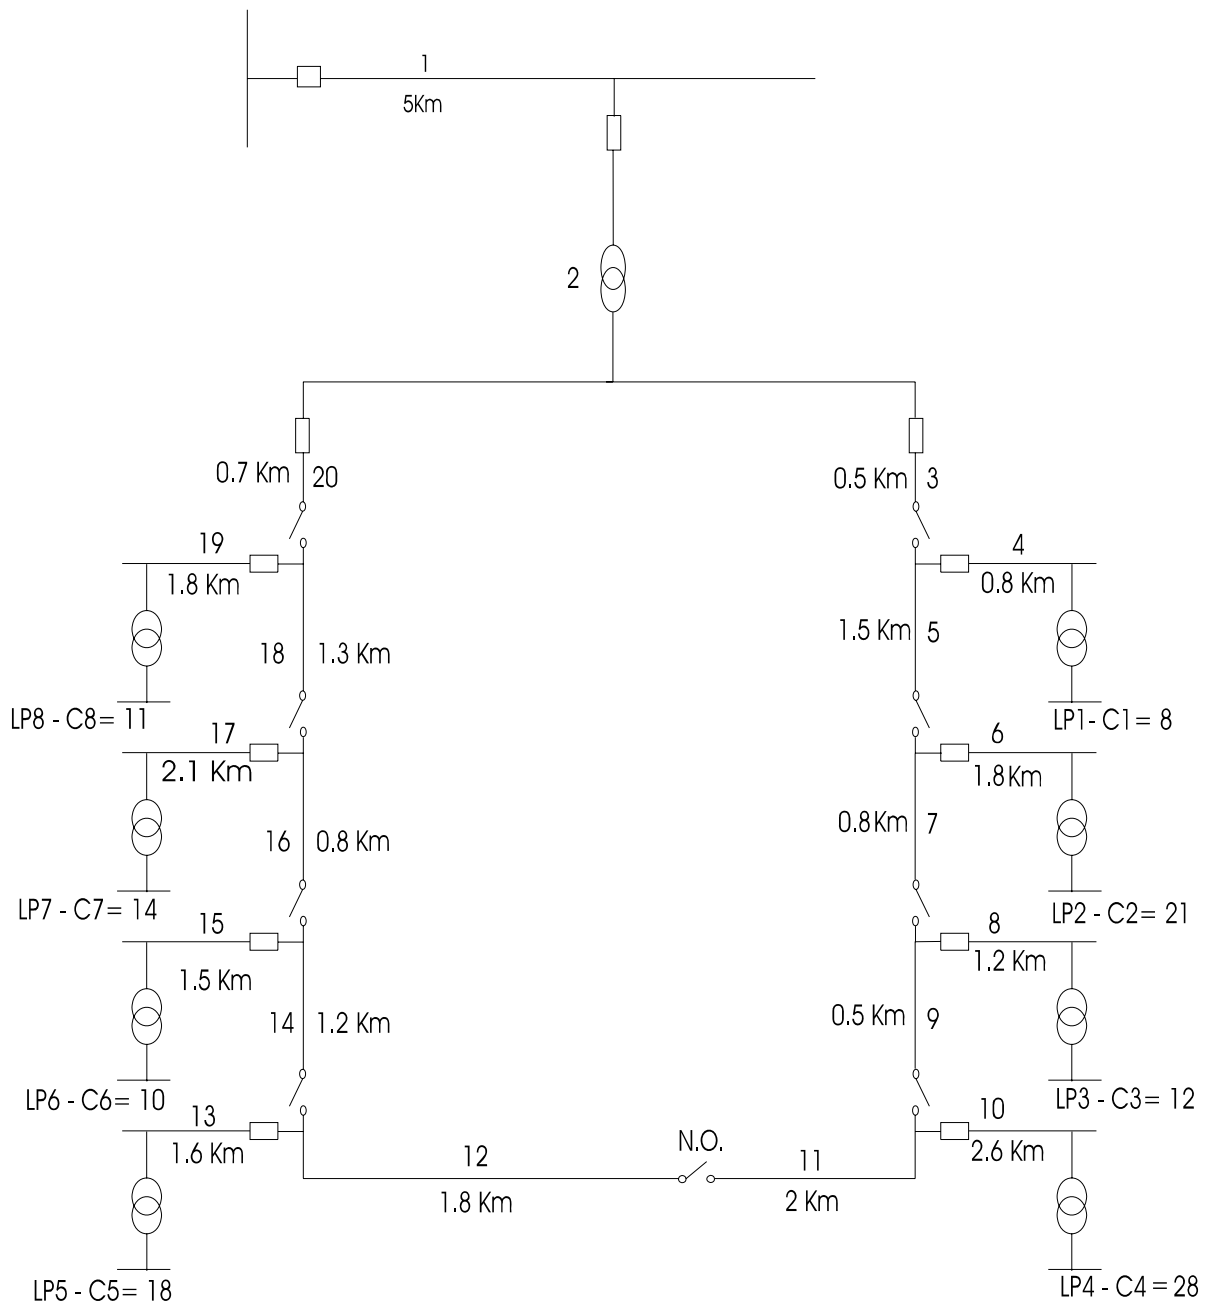 1
5Km
2
0.7 Km 20
0.5 Km 3
19
1.8 Km
4
0.8 Km
18 1.3 Km
1.5 Km 5
LP8 - C8= 11
LP1- C1= 8
17
2.1 Km
6
1.8Km
16 0.8 Km
0.8Km 7
LP7 - C7= 14
LP2 - C2= 21
15
1.5 Km
8
1.2Km
14 1.2 Km
0.5 Km 9
LP6 - C6= 10
LP3 - C3= 12
13
1.6 Km
10
2.6Km
N.O.
12
1.8 Km
11
2 Km
LP5 - C5= 18
LP4 - C4 = 28